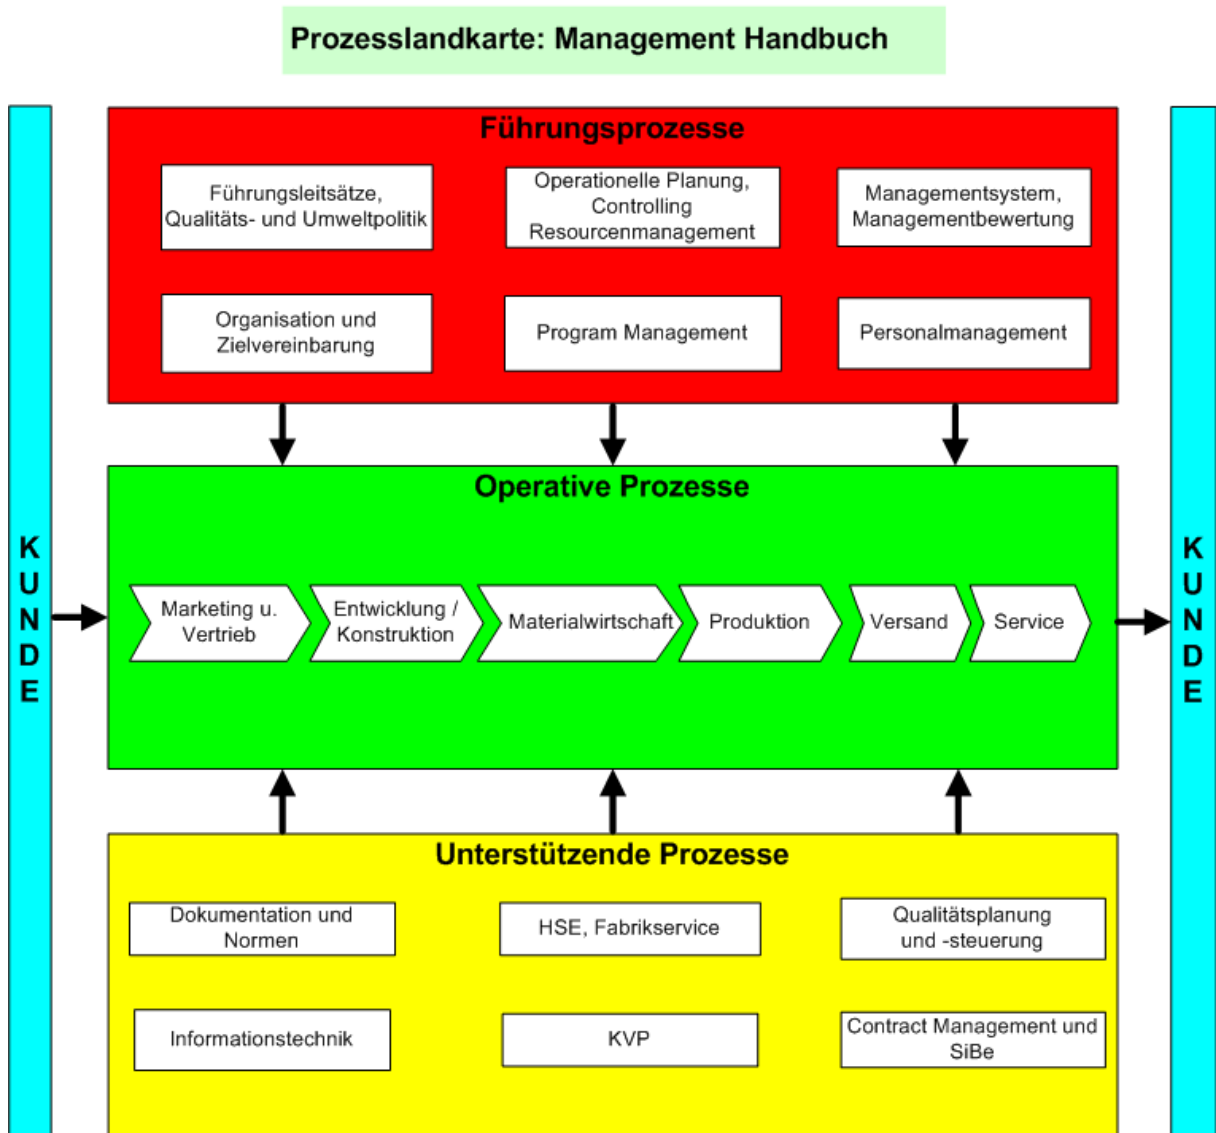 Prozesslandkarte: Management Handbuch
K
U
N
D
E
Führungsprozesse
Führungsleitsätze,
Qualitäts- und Umweltpolitik
Operationelle Planung,
Controlling
Resourcenmanagement
Managementsystem,
Managementbewertung
Organisation und
Zielvereinbarung
Program Management
Personalmanagement
Operative Prozesse
Marketing u.
Vertrieb
Entwicklung /
Konstruktion
Materialwirtschaft
Produktion
Versand
Service
Unterstützende Prozesse
Dokumentation und
Normen
HSE, Fabrikservice
Qualitätsplanung
und -steuerung
Informationstechnik
KVP
Contract Management und
SiBe
K
U
N
D
E